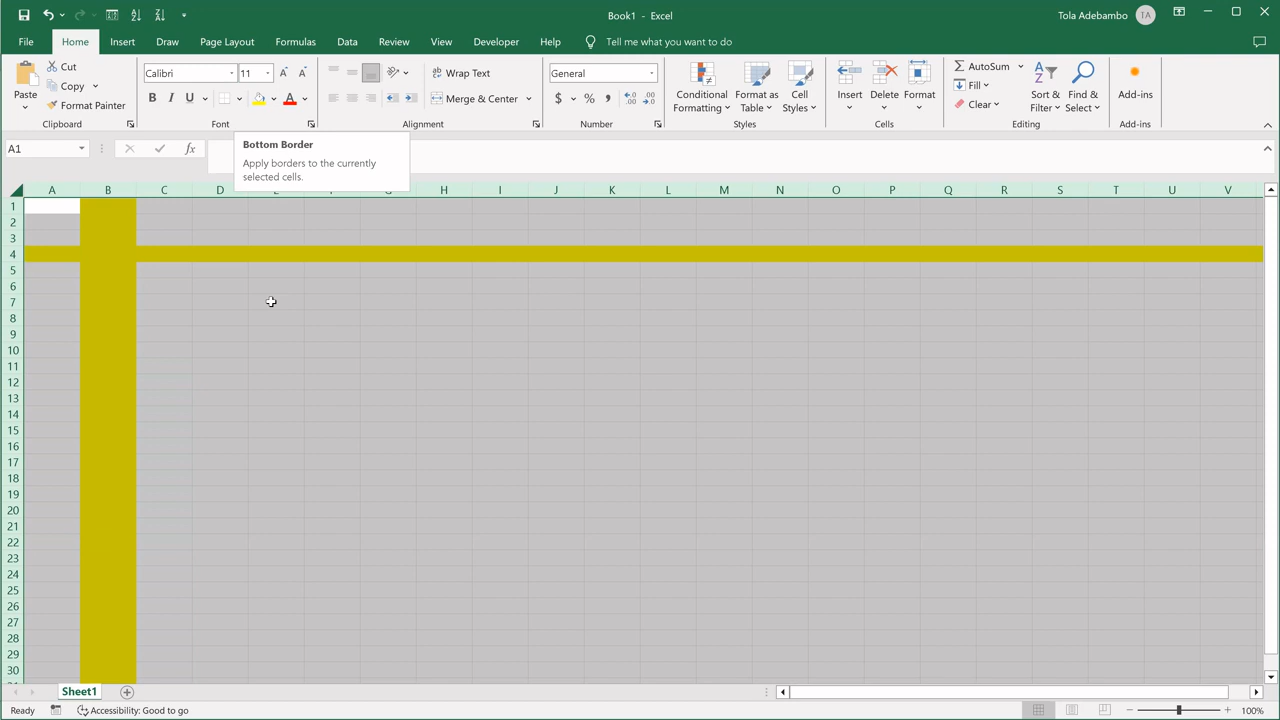 Book1 - Excel
Tola Adebambo
TA
File Home Insert Draw Page Layout Formulas Data Review View Developer Help Tell me what you want to do
Paste
Cut
Copy
Format Painter
Clipboard
Calibri 11
B I U
Font
Wrap Text
Merge & Center
Alignment
General
$ % ,
Number
Conditional Formatting
Format as Table
Cell Styles
Styles
Insert
Delete
Format
Cells
AutoSum
Fill
Clear
Sort & Filter
Find & Select
Editing
Add-ins
Add-ins
A1
fx
Bottom Border
Apply borders to the currently
selected cells.
A B C D E F G H I J K L M N O P Q R S T U V
1
2
3
4
5
6
7
8
9
10
11
12
13
14
15
16
17
18
19
20
21
22
23
24
25
26
27
28
29
30
Sheet1
Ready
Accessibility: Good to go
100%